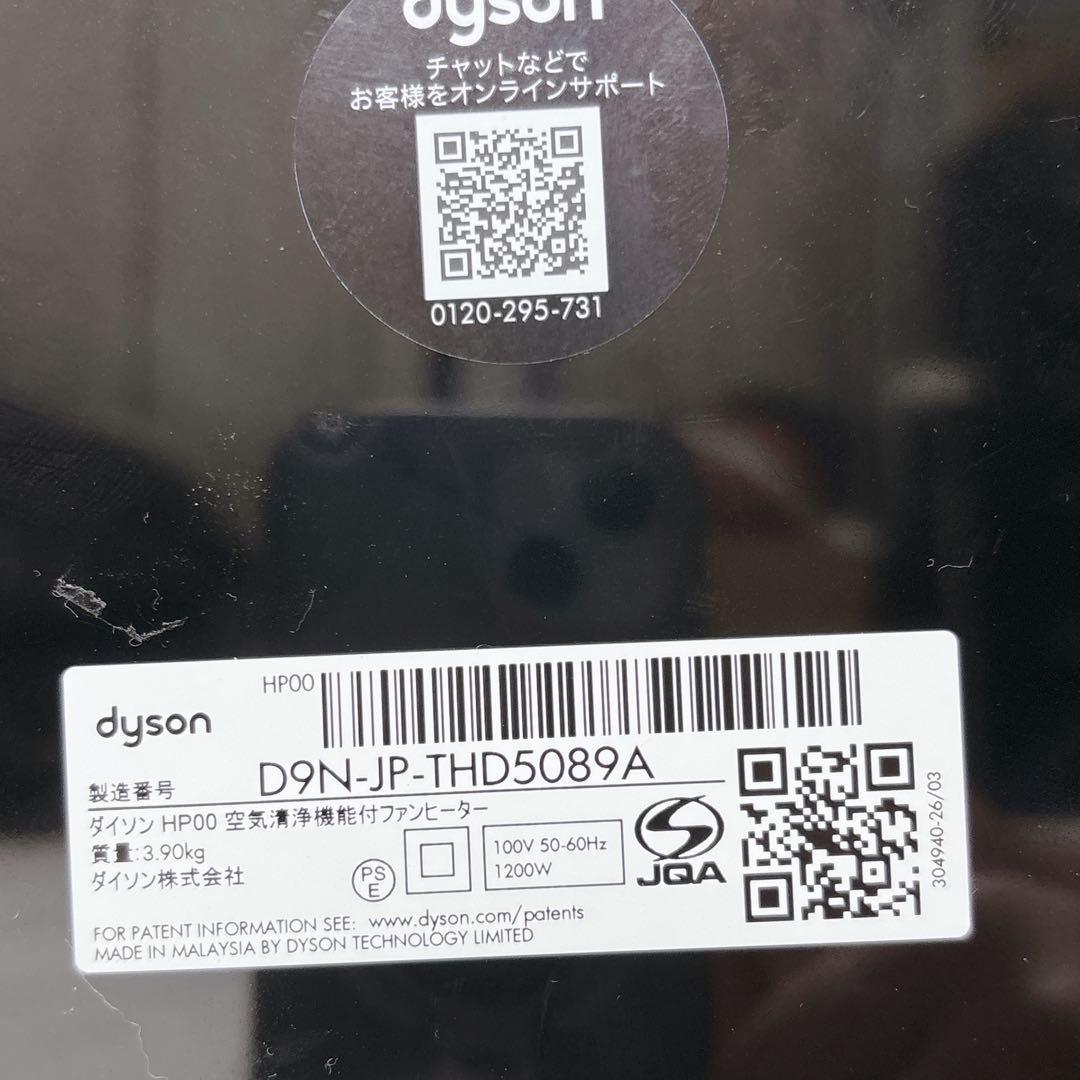 dyson
チャットなどで
お客様をオンラインサポート
0120-295-731
HP00
dyson
製造番号 D9N-JP-THD5089A
ダイソン HP00 空気清浄機能付ファンヒーター
質量:3.90kg
ダイソン株式会社
PS
E
100V 50-60Hz
1200W
JQA
304940-26/03
FOR PATENT INFORMATION SEE: www.dyson.com/patents
MADE IN MALAYSIA BY DYSON TECHNOLOGY LIMITED